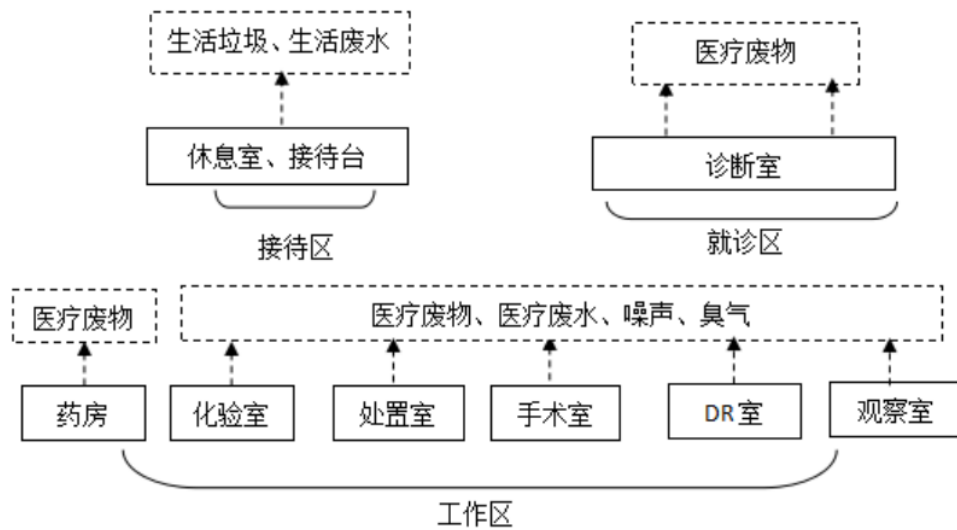 生活垃圾、生活废水
医疗废物
休息室、接待台
诊断室
接待区
就诊区
医疗废物
医疗废物、医疗废水、噪声、臭气
药房
化验室
处置室
手术室
DR室
观察室
工作区